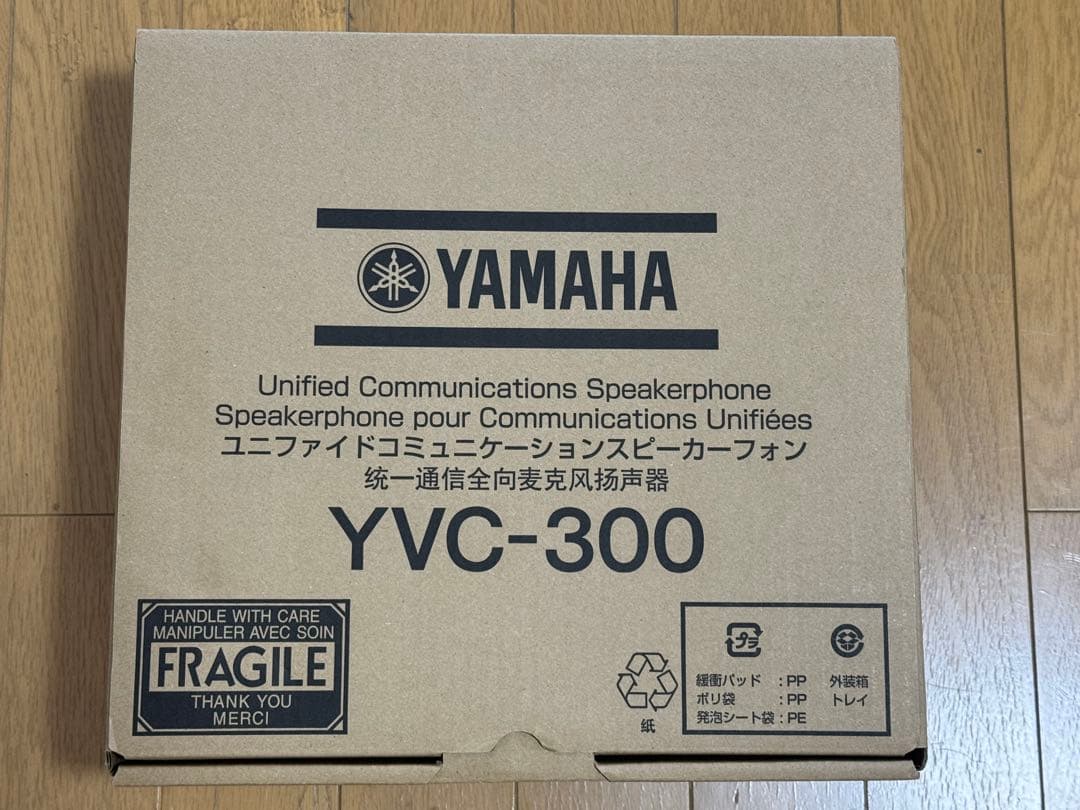 YAMAHA
Unified Communications Speakerphone
Speakerphone pour Communications Unifiées
ユニファイドコミュニケーションスピーカーフォン
统一通信全向麦克风扬声器
YVC-300
HANDLE WITH CARE
MANIPULER AVEC SOIN
FRAGILE
THANK YOU
MERCI
紙
プラ
緩衝パッド :PP
ポリ袋 :PP
発泡シート袋:PE
外装箱
トレイ